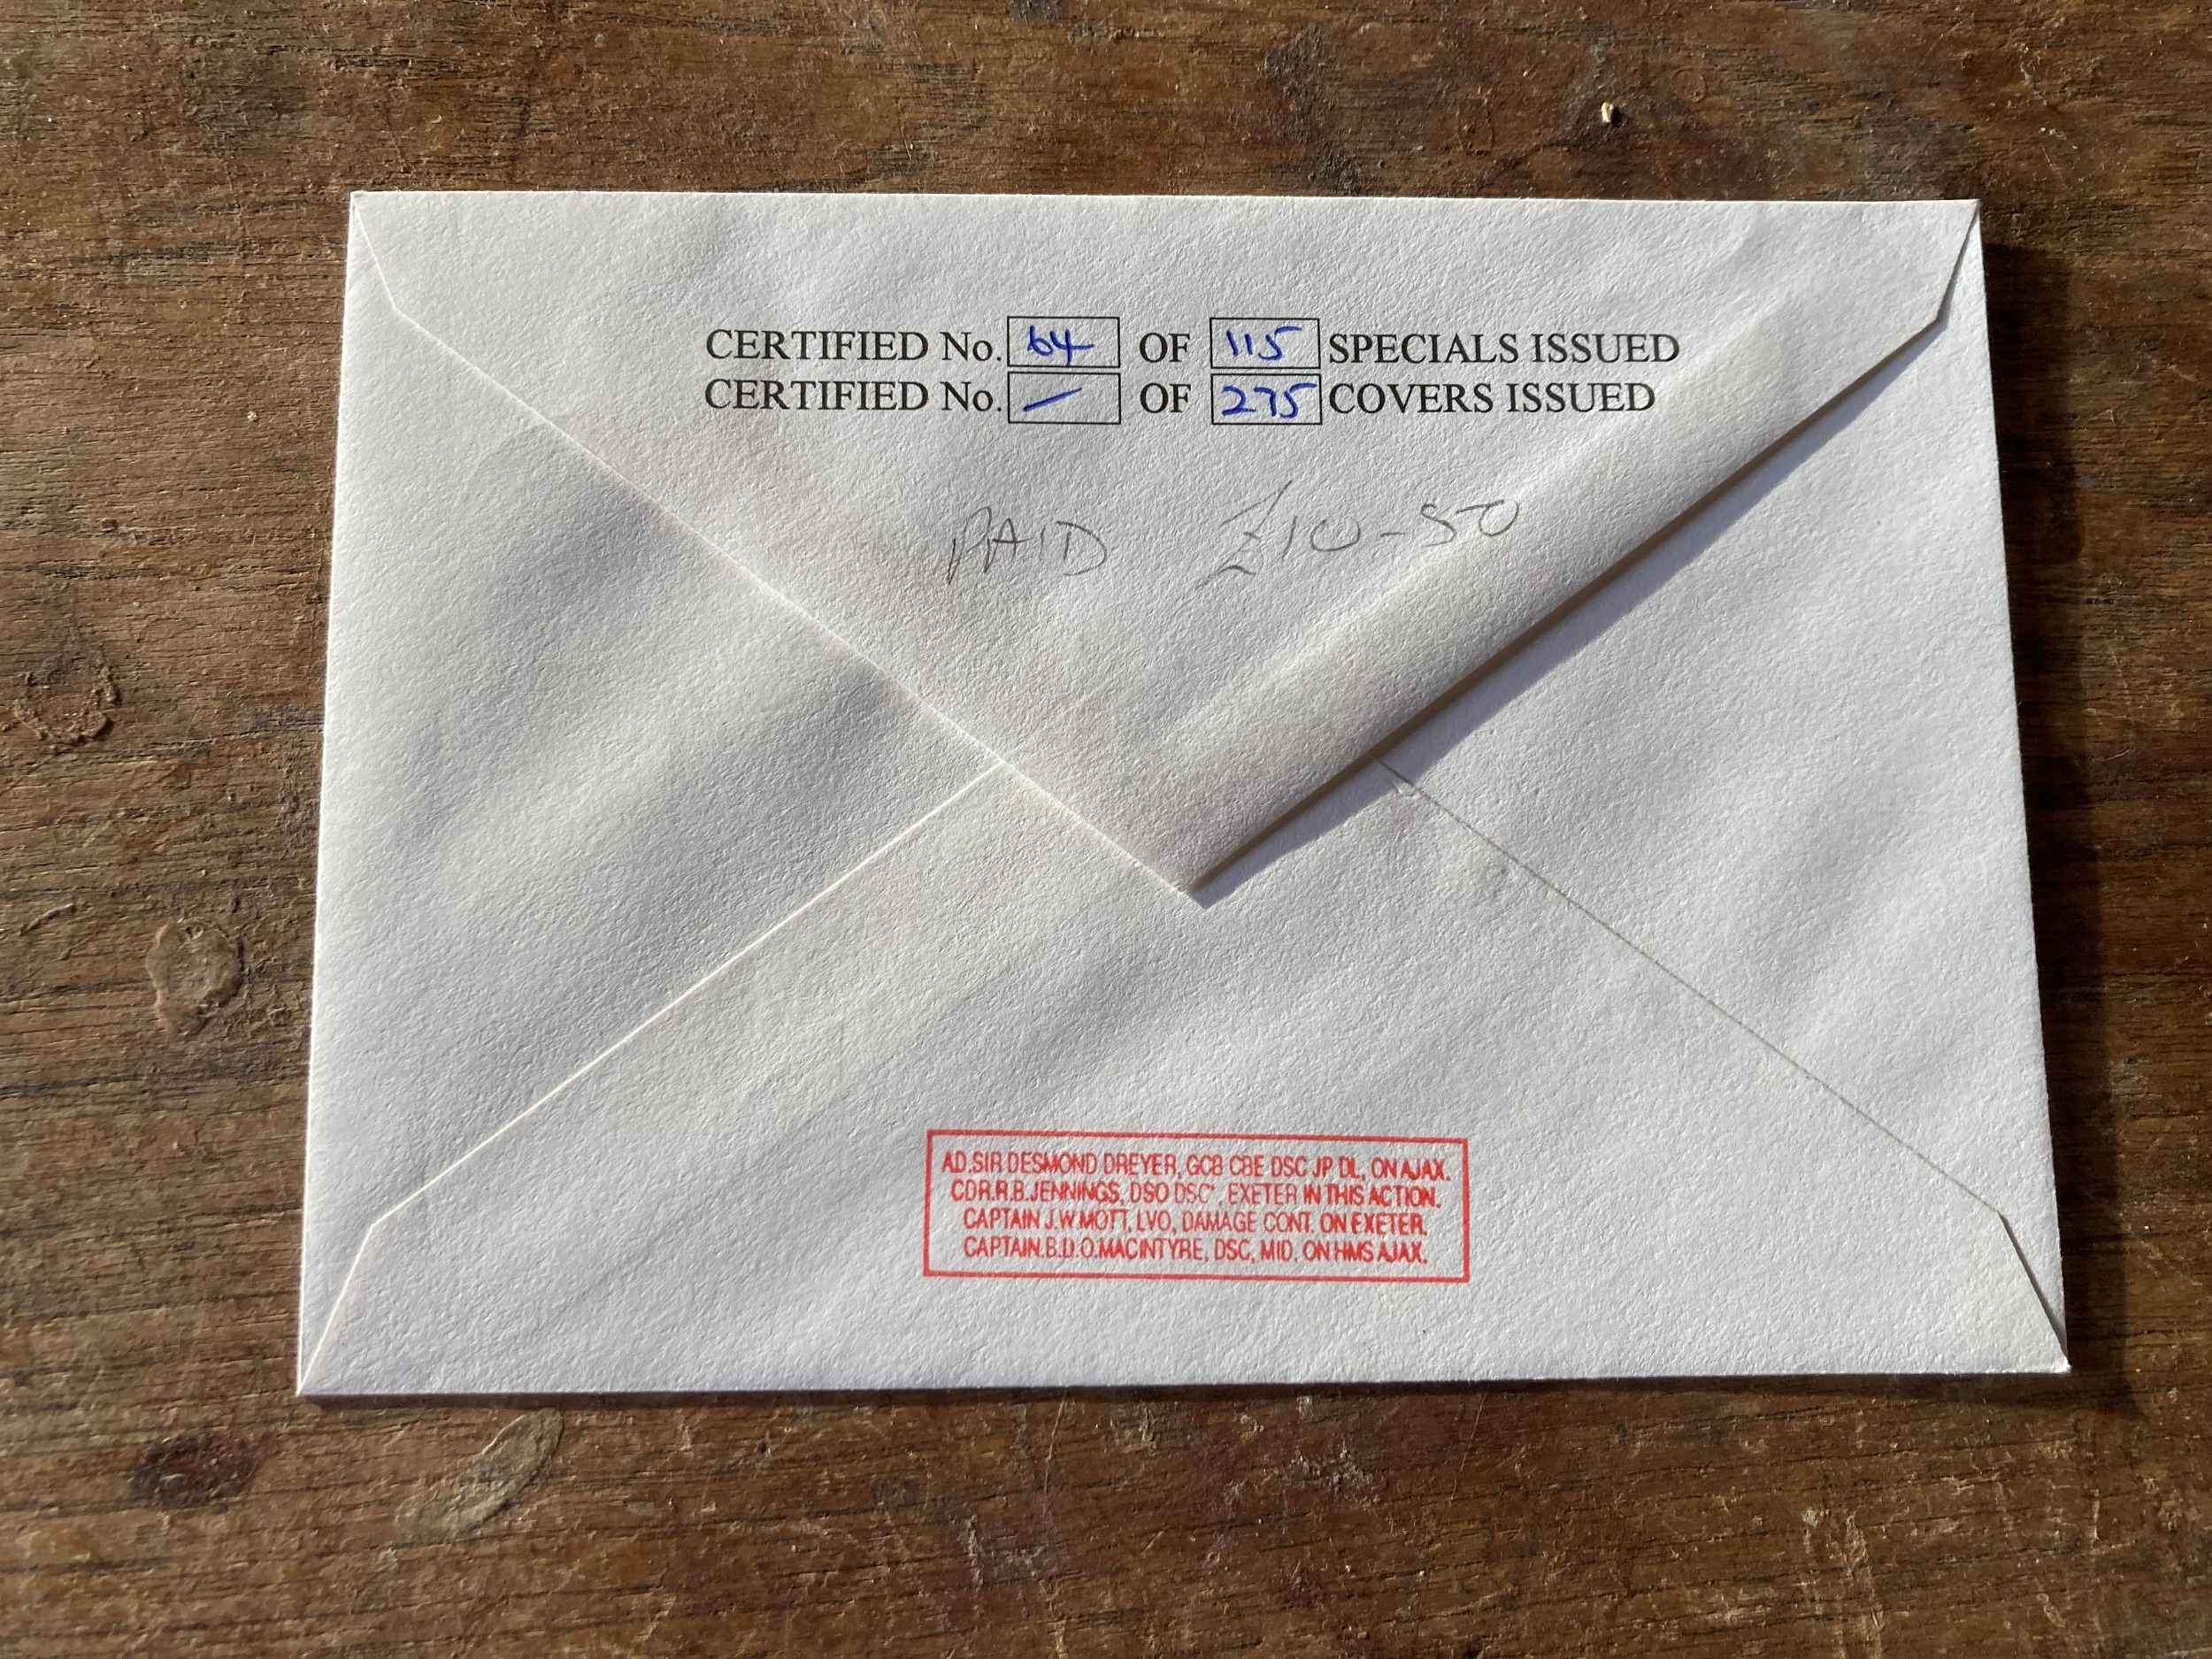 CERTIFIED No. 64 OF 115 SPECIALS ISSUED
CERTIFIED No. - OF 275 COVERS ISSUED
PAID £10-50
AD.SIR DESMOND DREYER, GCB CBE DSC JP DL, ON AJAX.
CDR.R.B.JENNINGS, DSO DSC*, EXETER IN THIS ACTION.
CAPTAIN J.W MOTT, LVO, DAMAGE CONT. ON EXETER.
CAPTAIN.B.D.O.MACINTYRE, DSC, MID. ON HMS AJAX.